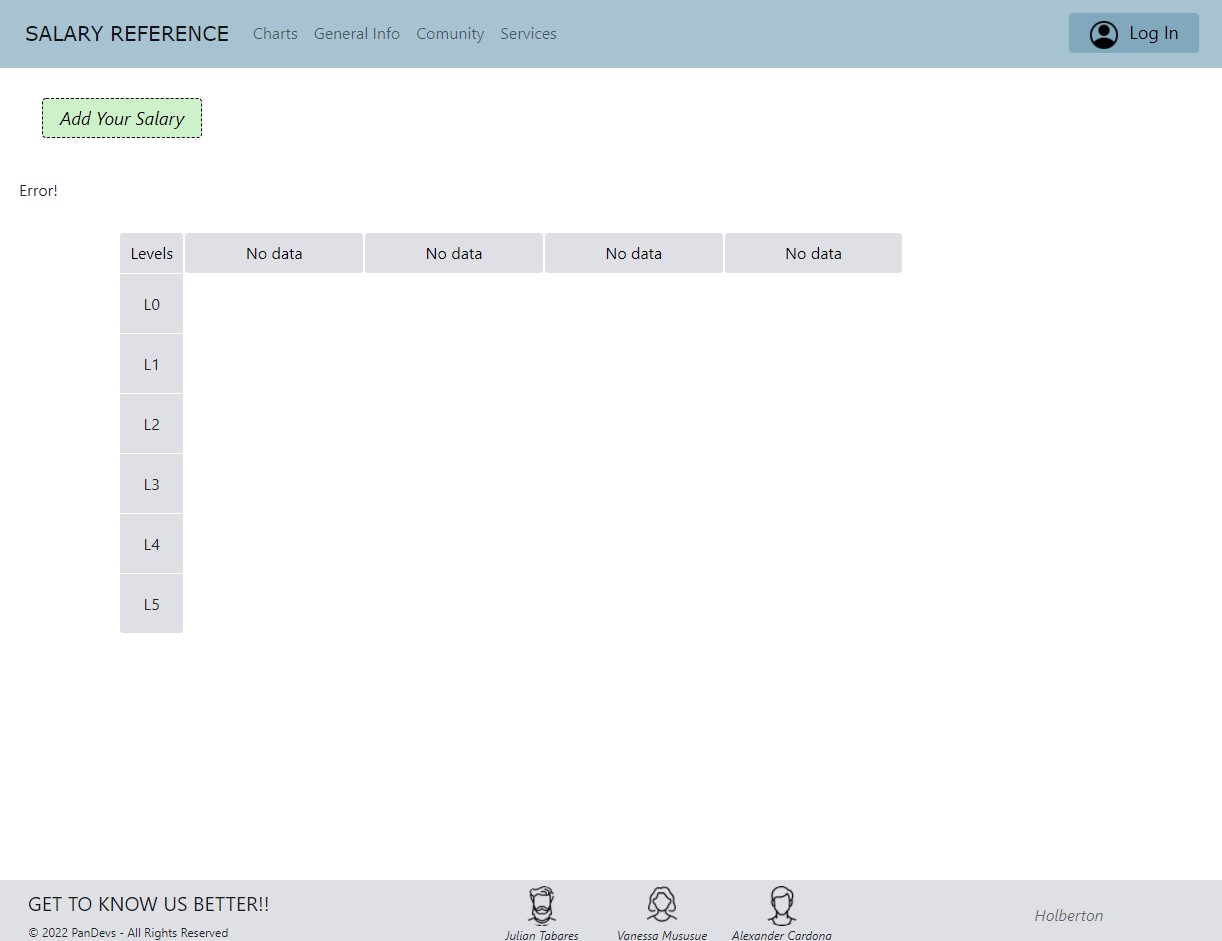 SALARY REFERENCE Charts General Info Comunity Services Log In
Add Your Salary
Error!
Levels No data No data No data No data
L0
L1
L2
L3
L4
L5
GET TO KNOW US BETTER!!
© 2022 PanDevs - All Rights Reserved
Julian Tabares Vanessa Mususue Alexander Cardona
Holberton